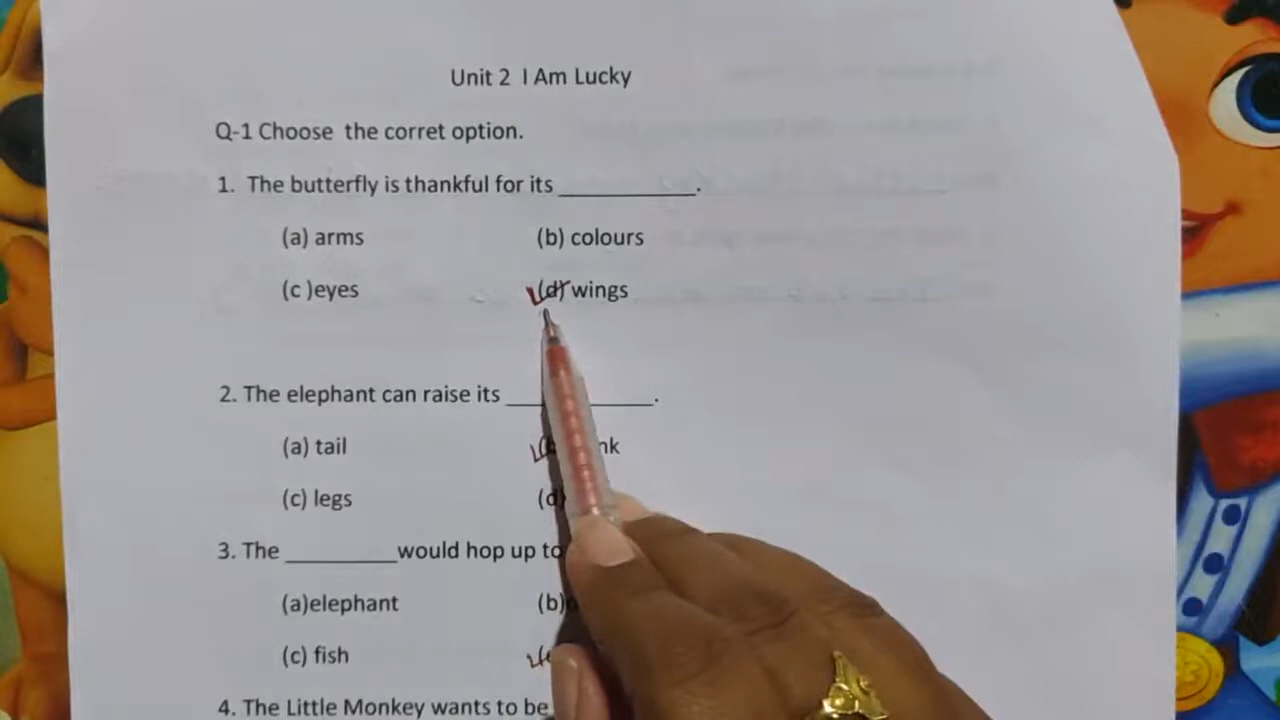 Unit 2 I Am Lucky
Q-1 Choose the corret option.
1. The butterfly is thankful for its __________.
(a) arms (b) colours
(c )eyes (d) wings
2. The elephant can raise its __________.
(a) tail
(c) legs (d)
3. The _________would hop up to
(a)elephant (b)
(c) fish
4. The Little Monkey wants to be